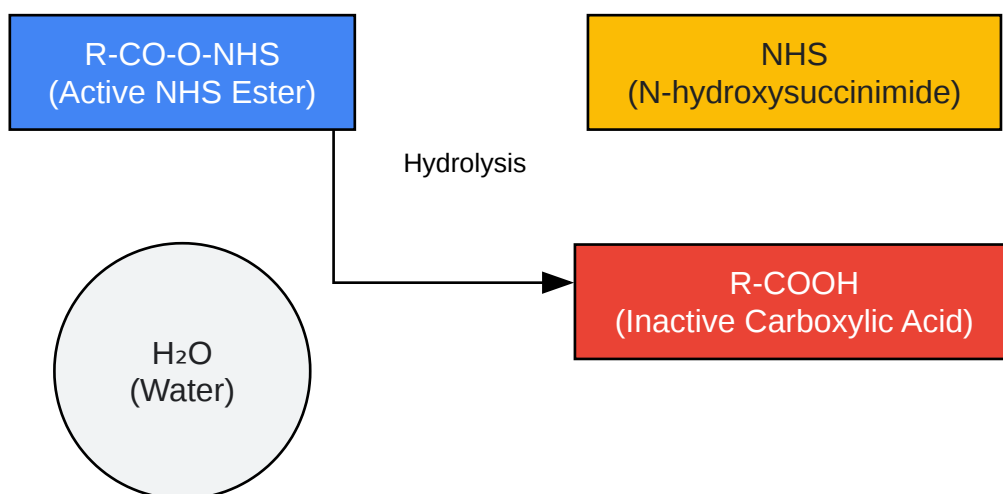 R-CO-O-NHS
(Active NHS Ester)
NHS
(N-hydroxysuccinimide)
Hydrolysis
R-COOH
(Inactive Carboxylic Acid)
H₂O
(Water)